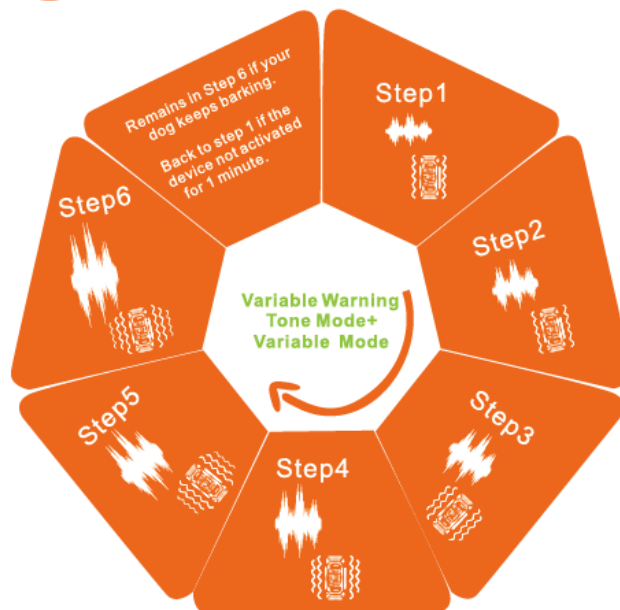 Remains in Step 6 if your
dog keeps barking.
Back to step 1 if the
device not activated
for 1 minute.
Step1
Step2
Step3
Step4
Step5
Step6
Variable Warning
Tone Mode+
Variable Mode